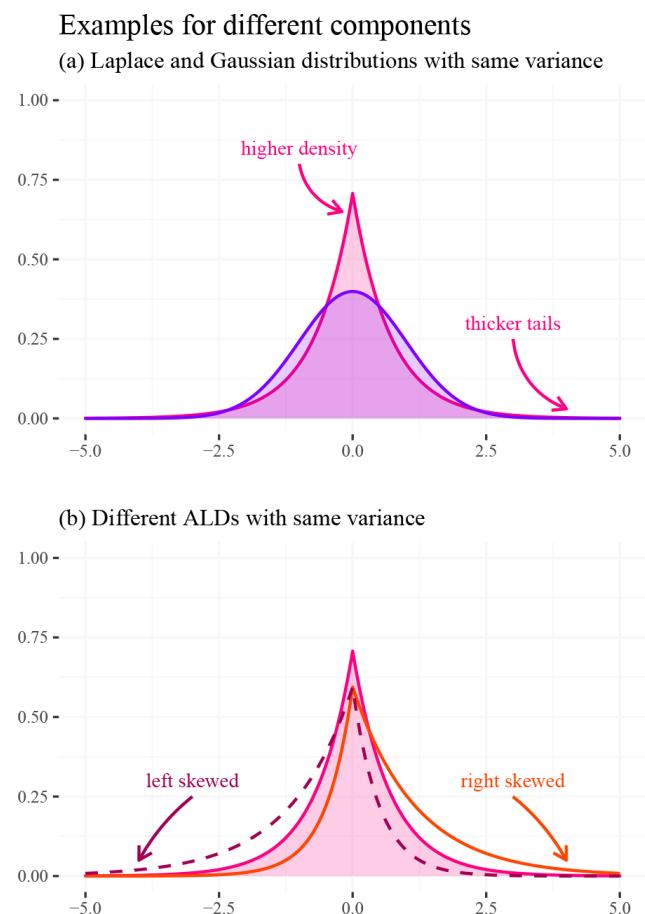 Examples for different components
(a) Laplace and Gaussian distributions with same variance
1.00
higher density
0.75
0.50
thicker tails
0.25
0.00
−5.0 −2.5 0.0 2.5 5.0
(b) Different ALDs with same variance
1.00
0.75
0.50
left skewed right skewed
0.25
0.00
−5.0 −2.5 0.0 2.5 5.0